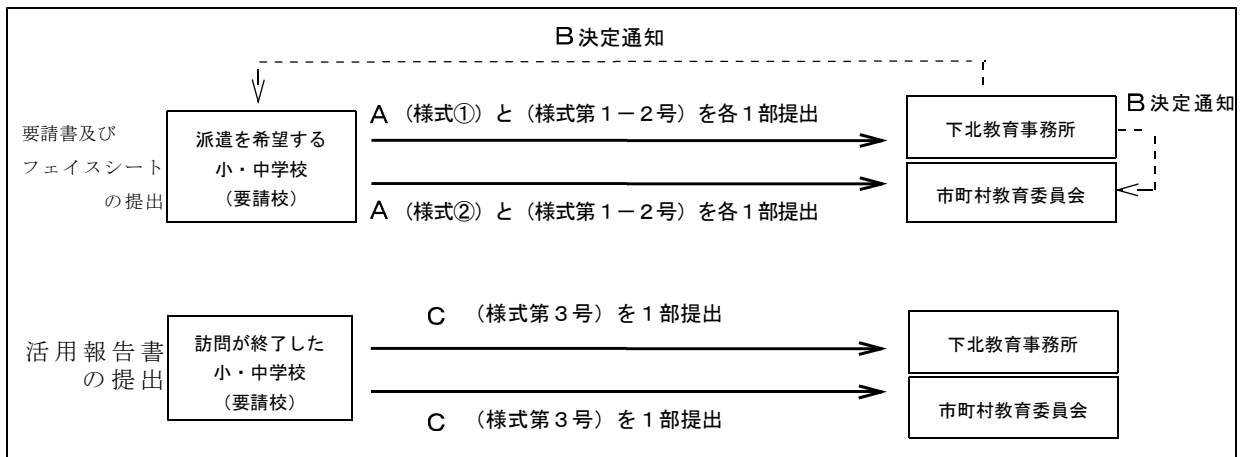 B決定通知
A (様式①)と(様式第1-2号)を各1部提出
B決定通知
要請書及び
フェイスシート
の提出
派遣を希望する
小・中学校
(要請校)
下北教育事務所
市町村教育委員会
A (様式②)と(様式第1-2号)を各1部提出
C (様式第3号)を1部提出
活用報告書
の提出
訪問が終了した
小・中学校
(要請校)
下北教育事務所
市町村教育委員会
C (様式第3号)を1部提出